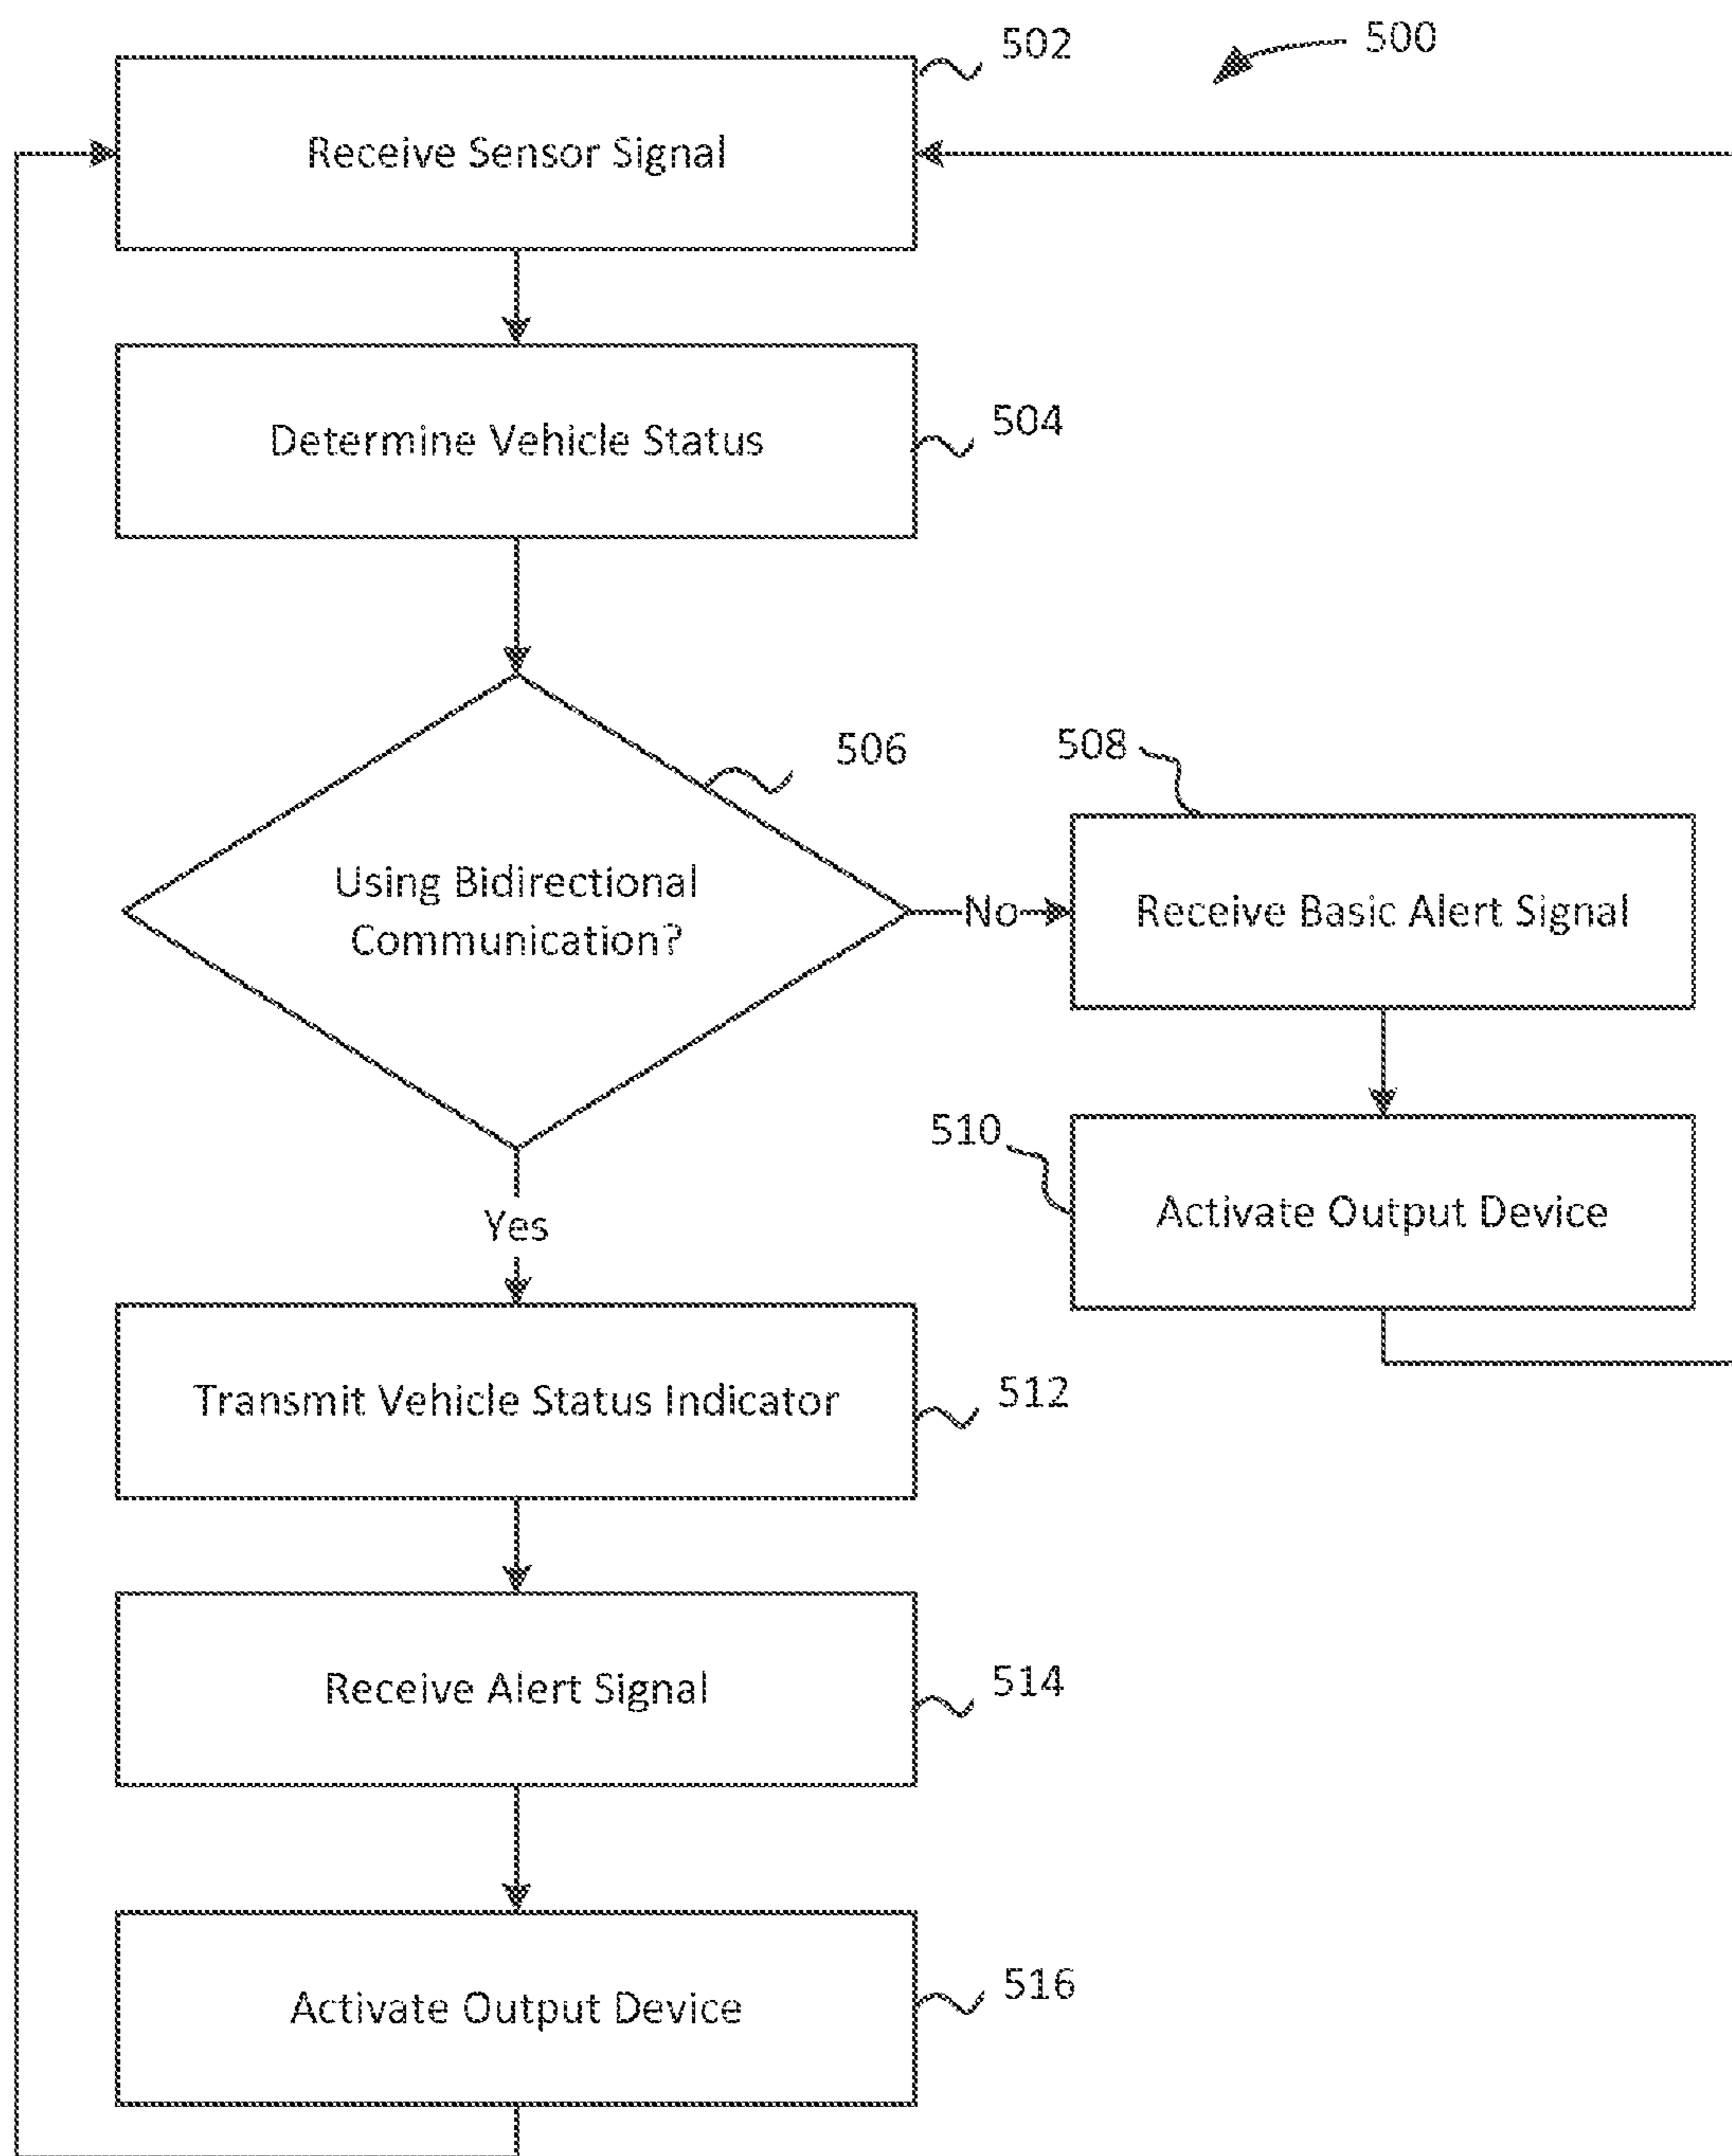 502
500
Receive Sensor Signal
504
Determine Vehicle Status
506
508
Using Bidirectional
Communication?
No
Receive Basic Alert Signal
510
Activate Output Device
Yes
Transmit Vehicle Status Indicator
512
Receive Alert Signal
514
Activate Output Device
516